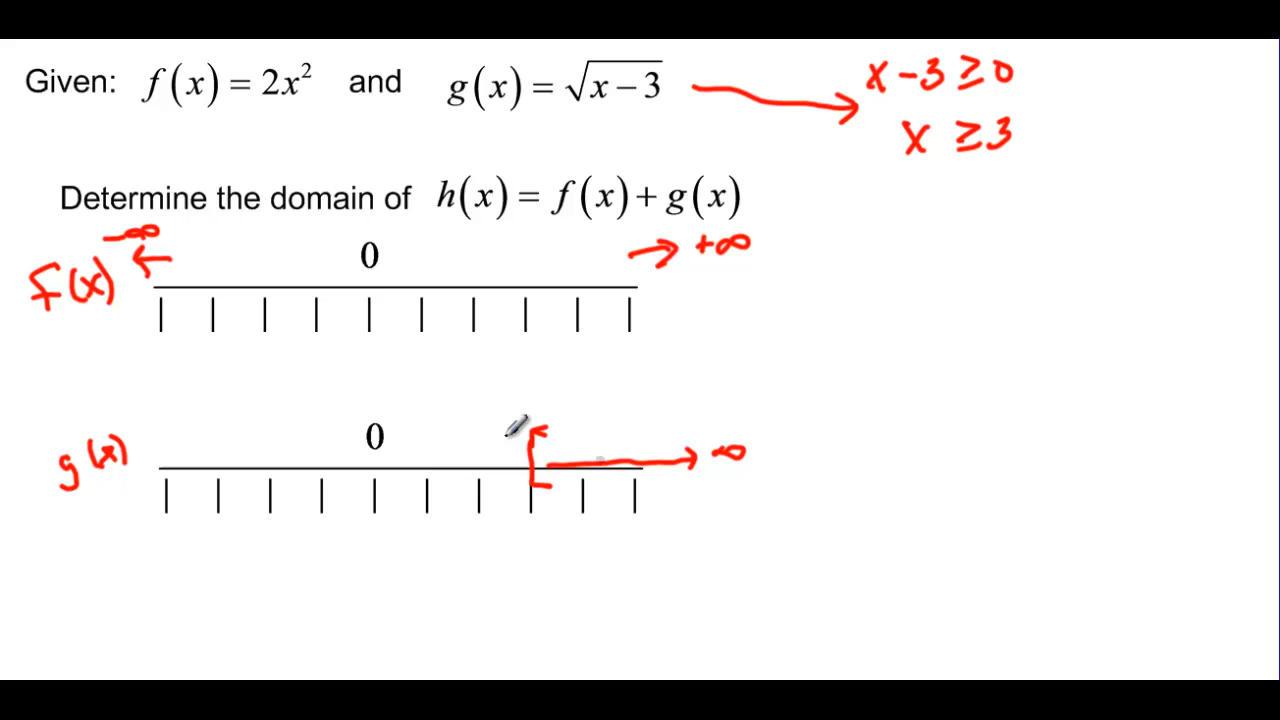 Given: f(x) = 2x² and g(x) = √(x − 3)
x - 3 ≥ 0
x ≥ 3
Determine the domain of h(x) = f(x) + g(x)
-∞
f(x) ← 0 → +∞
g(x) 0 [ → ∞